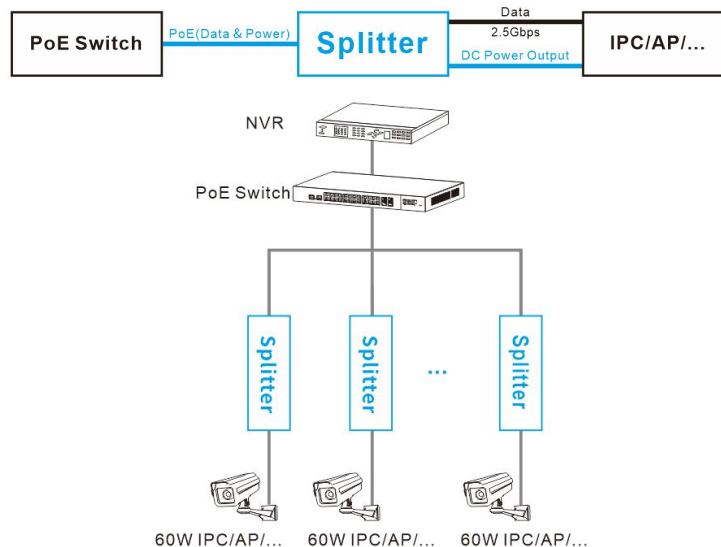 PoE Switch
PoE(Data & Power)
Splitter
Data
2.5Gbps
DC Power Output
IPC/AP/...
NVR
PoE Switch
Splitter
Splitter
...
Splitter
60W IPC/AP/...
60W IPC/AP/...
60W IPC/AP/...